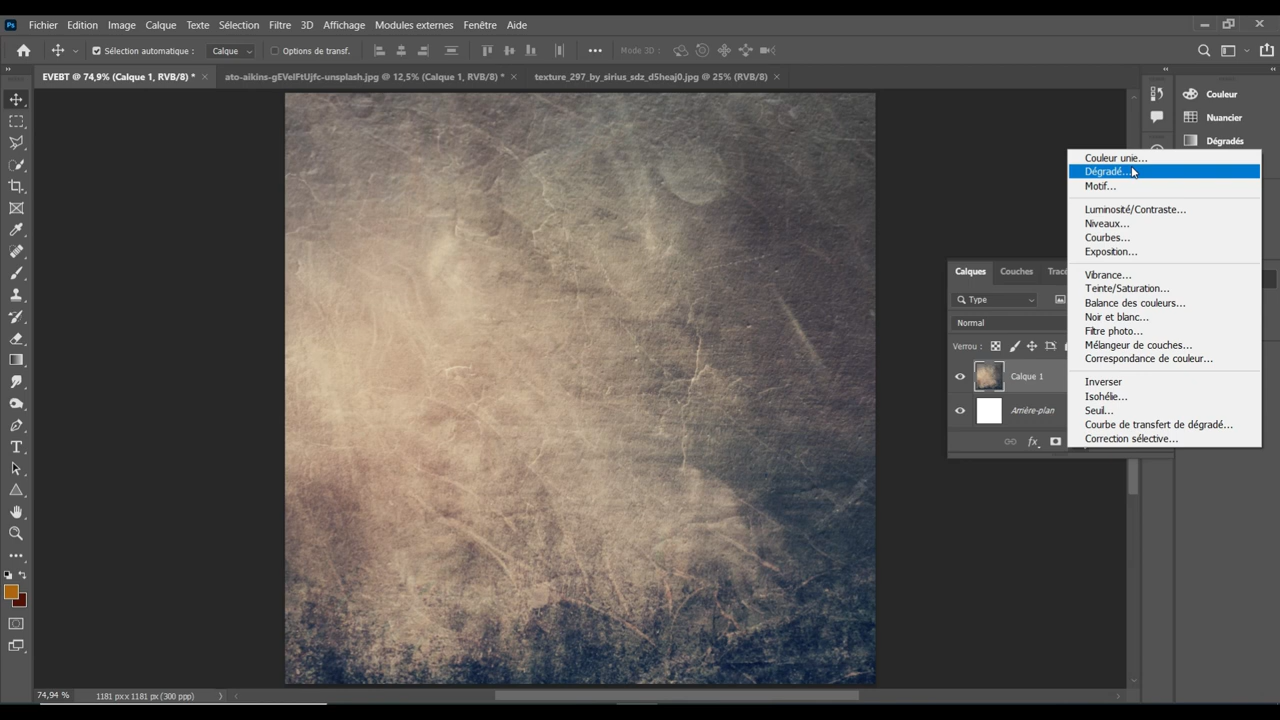 Ps Fichier Edition Image Calque Texte Sélection Filtre 3D Affichage Modules externes Fenêtre Aide
Sélection automatique : Calque Options de transf. Mode 3D :
EVEBT @ 74,9% (Calque 1, RVB/8) * ato-aikins-gEVelFtUjfc-unsplash.jpg @ 12,5% (Calque 1, RVB/8) * texture_297_by_sirius_sdz_d5heaj0.jpg @ 25% (RVB/8)
Couleur
Nuancier
Dégradés
Couleur unie...
Dégradé...
Motif...
Luminosité/Contraste...
Niveaux...
Courbes...
Exposition...
Vibrance...
Teinte/Saturation...
Balance des couleurs...
Noir et blanc...
Filtre photo...
Mélangeur de couches...
Correspondance de couleur...
Inverser
Isohélie...
Seuil...
Courbe de transfert de dégradé...
Correction sélective...
Calques Couches Tracé
Type
Normal
Verrou :
Calque 1
Arrière-plan
fx
74,94 % 1181 px x 1181 px (300 ppp)